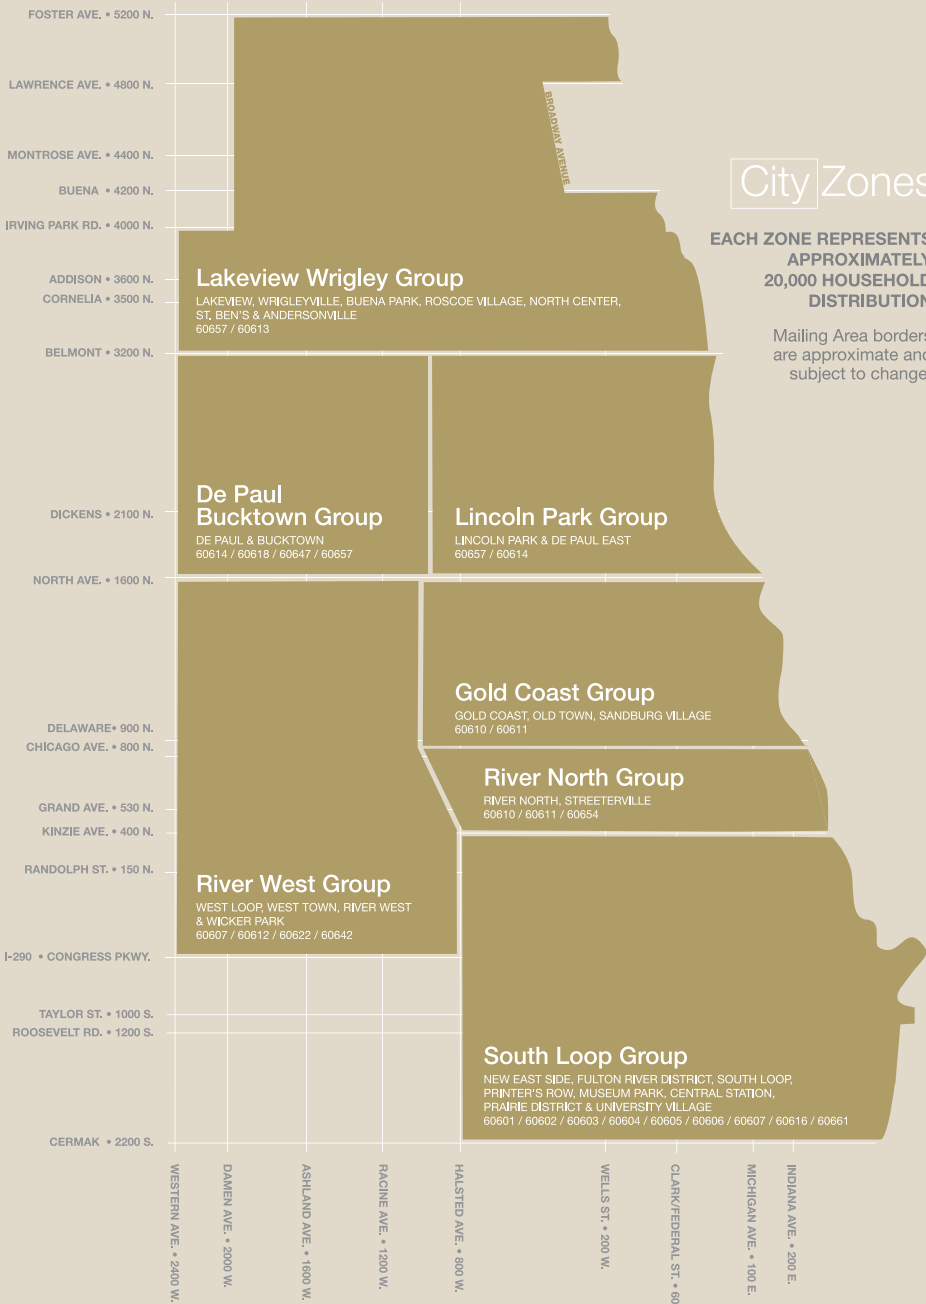 FOSTER AVE. • 5200 N.
LAWRENCE AVE. • 4800 N.
BROADWAY AVENUE
MONTROSE AVE. • 4400 N.
BUENA • 4200 N.
IRVING PARK RD. • 4000 N.
ADDISON • 3600 N.
CORNELIA • 3500 N.
BELMONT • 3200 N.
DICKENS • 2100 N.
NORTH AVE. • 1600 N.
DELAWARE• 900 N.
CHICAGO AVE. • 800 N.
GRAND AVE. • 530 N.
KINZIE AVE. • 400 N.
RANDOLPH ST. • 150 N.
I-290 • CONGRESS PKWY.
TAYLOR ST. • 1000 S.
ROOSEVELT RD. • 1200 S.
CERMAK • 2200 S.
City Zones
EACH ZONE REPRESENTS
APPROXIMATELY
20,000 HOUSEHOLD
DISTRIBUTION
Mailing Area borders
are approximate and
subject to change
Lakeview Wrigley Group
LAKEVIEW, WRIGLEYVILLE, BUENA PARK, ROSCOE VILLAGE, NORTH CENTER,
ST. BEN'S & ANDERSONVILLE
60657 / 60613
De Paul
Bucktown Group
DE PAUL & BUCKTOWN
60614 / 60618 / 60647 / 60657
Lincoln Park Group
LINCOLN PARK & DE PAUL EAST
60657 / 60614
Gold Coast Group
GOLD COAST, OLD TOWN, SANDBURG VILLAGE
60610 / 60611
River North Group
RIVER NORTH, STREETERVILLE
60610 / 60611 / 60654
River West Group
WEST LOOP, WEST TOWN, RIVER WEST
& WICKER PARK
60607 / 60612 / 60622 / 60642
South Loop Group
NEW EAST SIDE, FULTON RIVER DISTRICT, SOUTH LOOP,
PRINTER'S ROW, MUSEUM PARK, CENTRAL STATION,
PRAIRIE DISTRICT & UNIVERSITY VILLAGE
60601 / 60602 / 60603 / 60604 / 60605 / 60606 / 60607 / 60616 / 60661
WESTERN AVE. • 2400 W.
DAMEN AVE. • 2000 W.
ASHLAND AVE. • 1600 W.
RACINE AVE. • 1200 W.
HALSTED AVE. • 800 W.
WELLS ST. • 200 W.
CLARK/FEDERAL ST. • 60
MICHIGAN AVE. • 100 E.
INDIANA AVE. • 200 E.